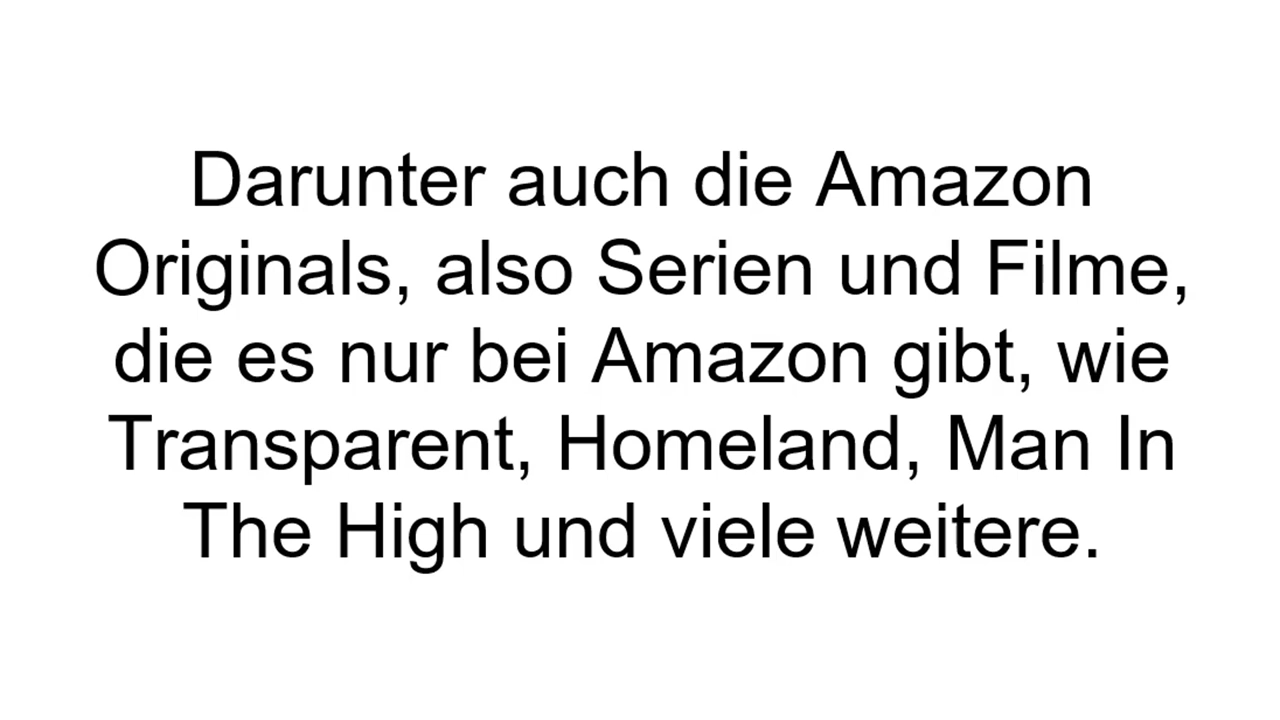 Darunter auch die Amazon
Originals, also Serien und Filme,
die es nur bei Amazon gibt, wie
Transparent, Homeland, Man In
The High und viele weitere.